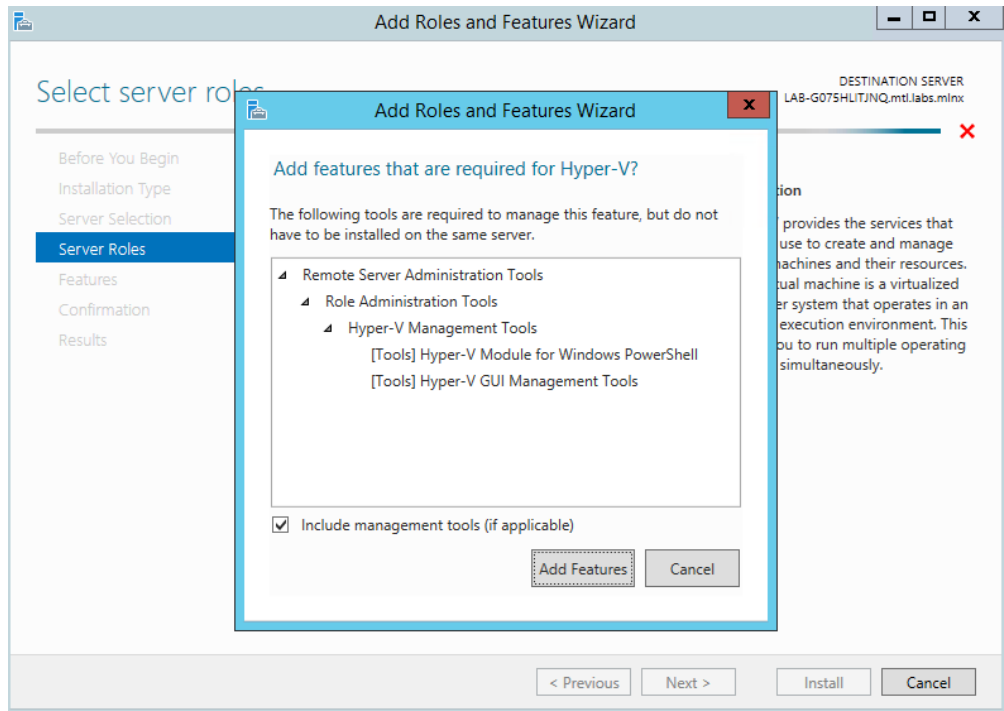 Add Roles and Features Wizard
Select server roles
DESTINATION SERVER
LAB-G075HLITJNQ.mtl.labs.mlnx
Before You Begin
Installation Type
Server Selection
Server Roles
Features
Confirmation
Results
Add Roles and Features Wizard
Add features that are required for Hyper-V?
The following tools are required to manage this feature, but do not
have to be installed on the same server.
Remote Server Administration Tools
Role Administration Tools
Hyper-V Management Tools
[Tools] Hyper-V Module for Windows PowerShell
[Tools] Hyper-V GUI Management Tools
Include management tools (if applicable)
Add Features
Cancel
provides the services that
use to create and manage
and their resources.
machine is a virtualized
system that operates in an
execution environment. This
to run multiple operating
simultaneously.
< Previous
Next >
Install
Cancel